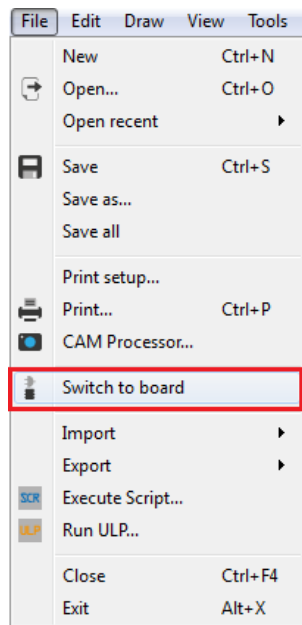 File Edit Draw View Tools
New Ctrl+N
Open... Ctrl+O
Open recent
Save Ctrl+S
Save as...
Save all
Print setup...
Print... Ctrl+P
CAM Processor...
Switch to board
Import
Export
SCR Execute Script...
ULP Run ULP...
Close Ctrl+F4
Exit Alt+X